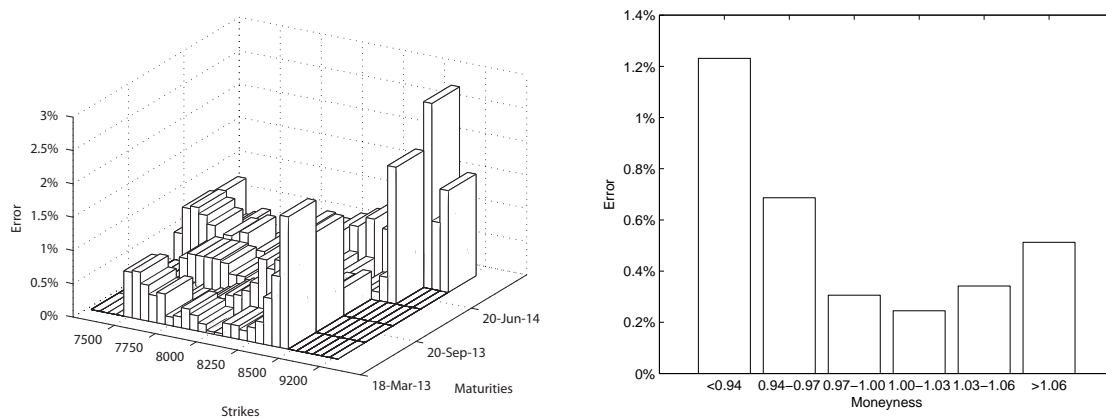 3%
2.5%
2%
1.5%
1%
0.5%
0%
Error
7500
7750
8000
8250
8500
9200
Strikes
18-Mar-13
20-Sep-13
20-Jun-14
Maturities
1.4%
1.2%
1%
0.8%
0.6%
0.4%
0.2%
0%
Error
<0.94 0.94−0.97 0.97−1.00 1.00−1.03 1.03−1.06 >1.06
Moneyness